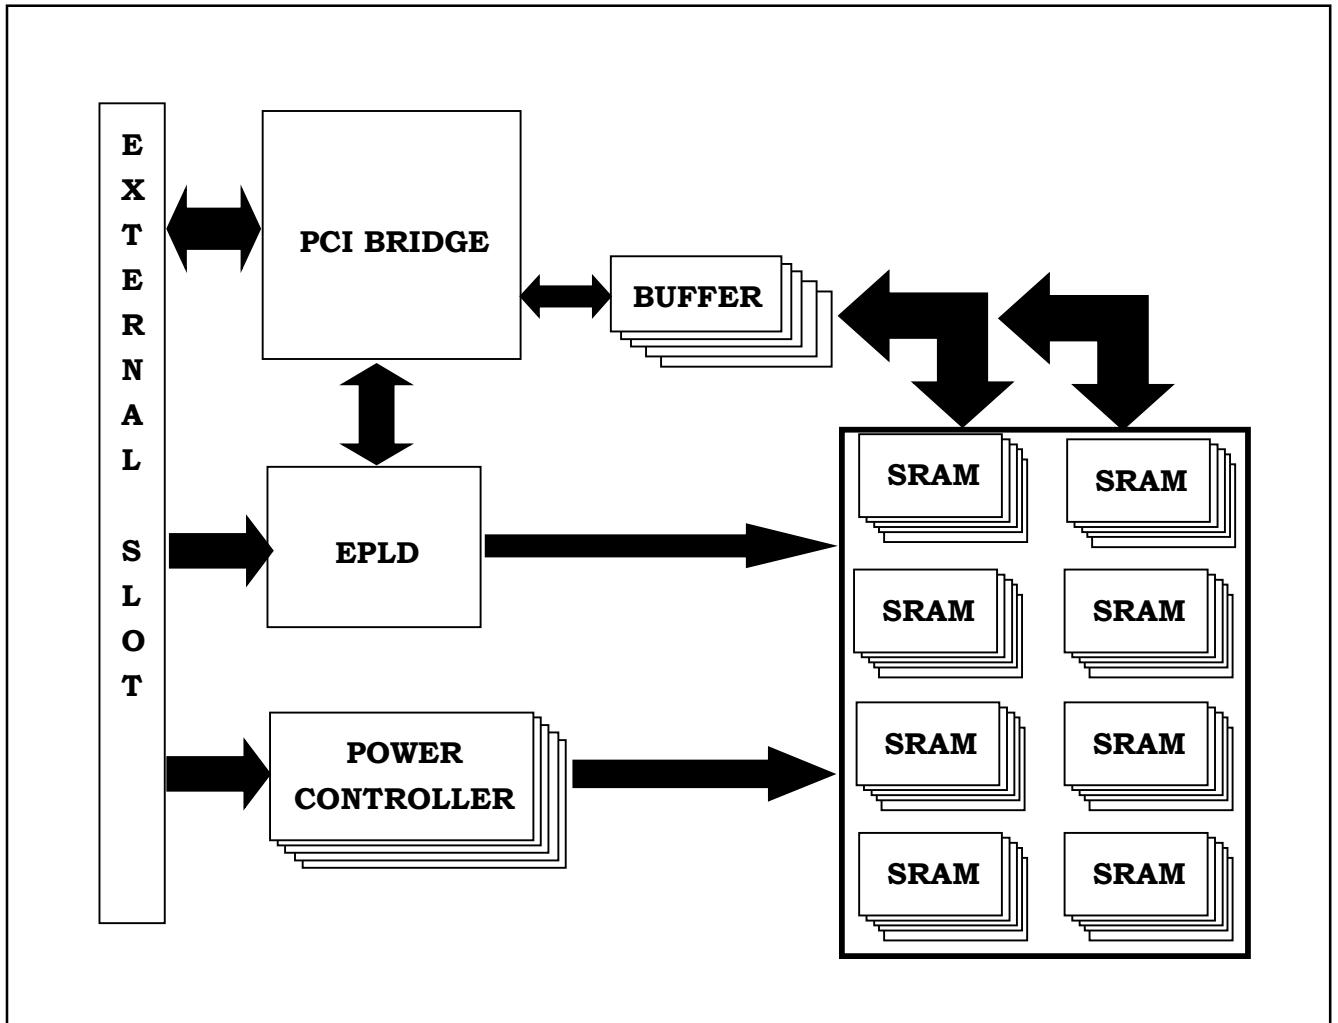 E
X
T
E
R
N
A
L
S
L
O
T
PCI BRIDGE
BUFFER
EPLD
POWER
CONTROLLER
SRAM
SRAM
SRAM
SRAM
SRAM
SRAM
SRAM
SRAM